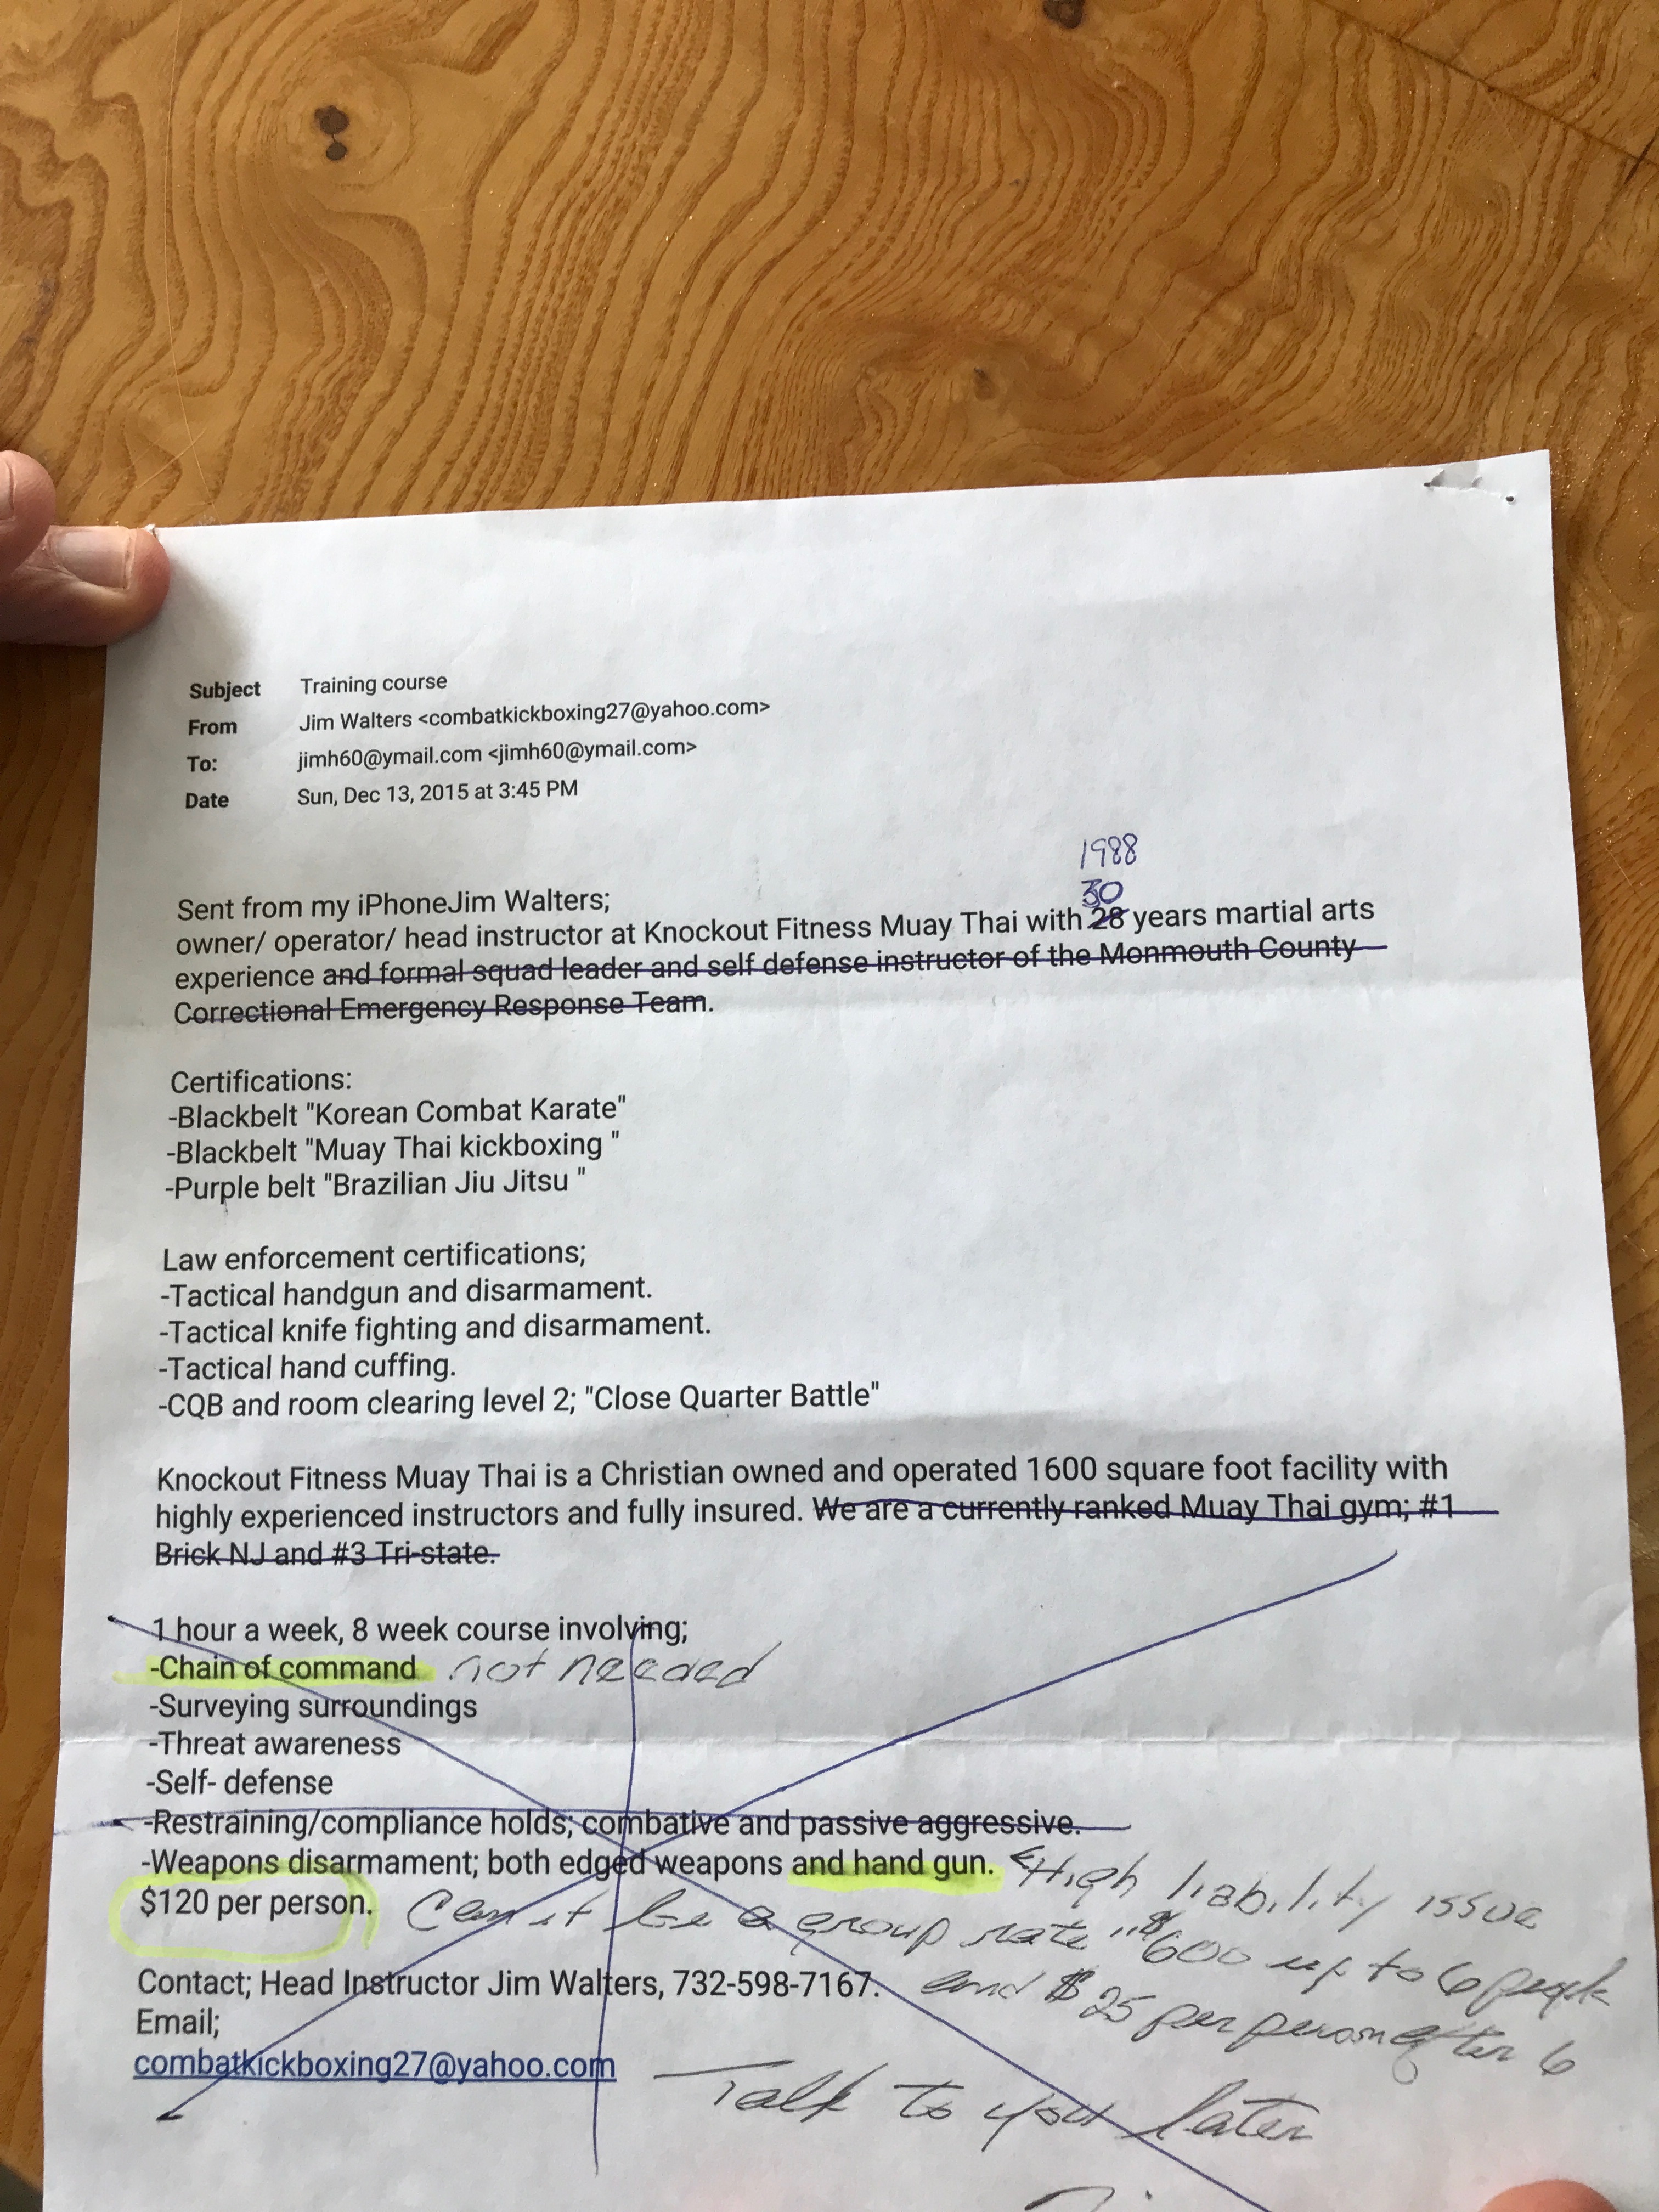 Subject Training course
From Jim Walters <combatkickboxing27@yahoo.com>
To: jimh60@ymail.com <jimh60@ymail.com>
Date Sun, Dec 13, 2015 at 3:45 PM
1988
30
Sent from my iPhoneJim Walters;
owner/ operator/ head instructor at Knockout Fitness Muay Thai with 28 years martial arts
experience and formal squad leader and self defense instructor of the Monmouth County
Correctional Emergency Response Team.
Certifications:
-Blackbelt "Korean Combat Karate"
-Blackbelt "Muay Thai kickboxing "
-Purple belt "Brazilian Jiu Jitsu "
Law enforcement certifications;
-Tactical handgun and disarmament.
-Tactical knife fighting and disarmament.
-Tactical hand cuffing.
-CQB and room clearing level 2; "Close Quarter Battle"
Knockout Fitness Muay Thai is a Christian owned and operated 1600 square foot facility with
highly experienced instructors and fully insured. We are a currently ranked Muay Thai gym; #1
Brick NJ and #3 Tri-state.
1 hour a week, 8 week course involving;
-Chain of command not needed
-Surveying surroundings
-Threat awareness
-Self- defense
-Restraining/compliance holds; combative and passive aggressive.
-Weapons disarmament; both edged weapons and hand gun. High liability issue
$120 per person. Can it be a group rate $600 up to 6 people
and $25 per person after 6
Contact; Head Instructor Jim Walters, 732-598-7167.
Email;
combatkickboxing27@yahoo.com
Talk to you later